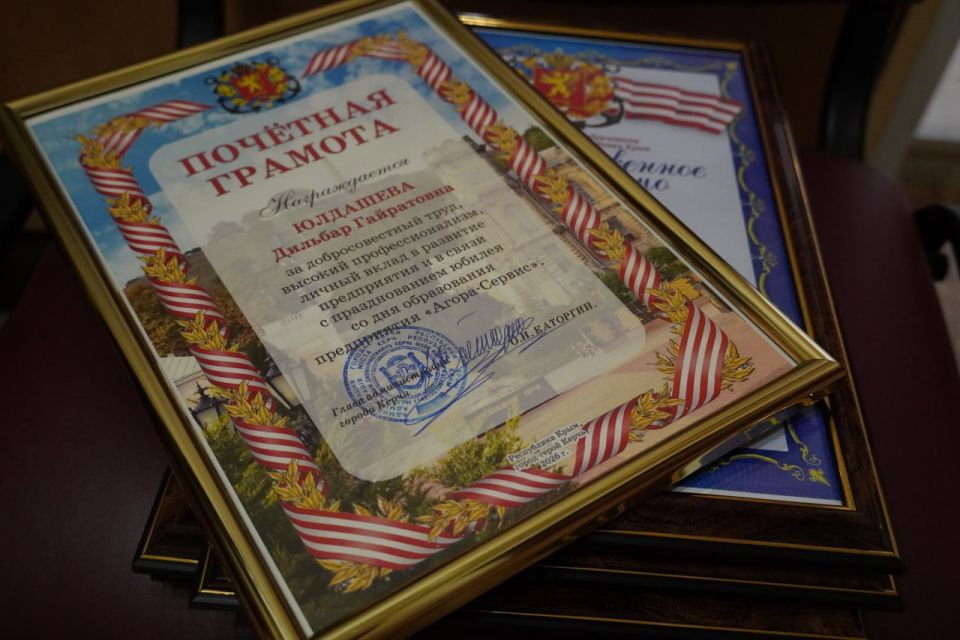 ПОЧЁТНАЯ
ГРАМОТА
Награждается
ЮЛДАШЕВА
Дильбар Гайратовна
за добросовестный труд,
высокий профессионализм,
личный вклад в развитие
предприятия и в связи
с празднованием юбилея
со дня образования
предприятия «Агора-Сервис».
Глава администрации
города Керчи
О.И. КАТОРГИН.
Республика Крым
город-герой Керчь
2026 г.